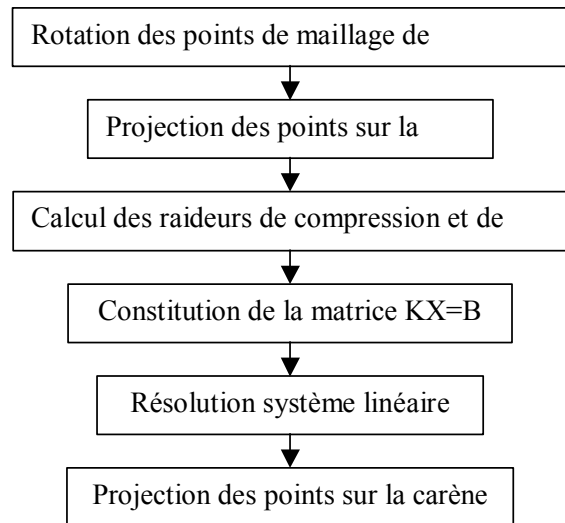 Rotation des points de maillage de
Projection des points sur la
Calcul des raideurs de compression et de
Constitution de la matrice KX=B
Résolution système linéaire
Projection des points sur la carène